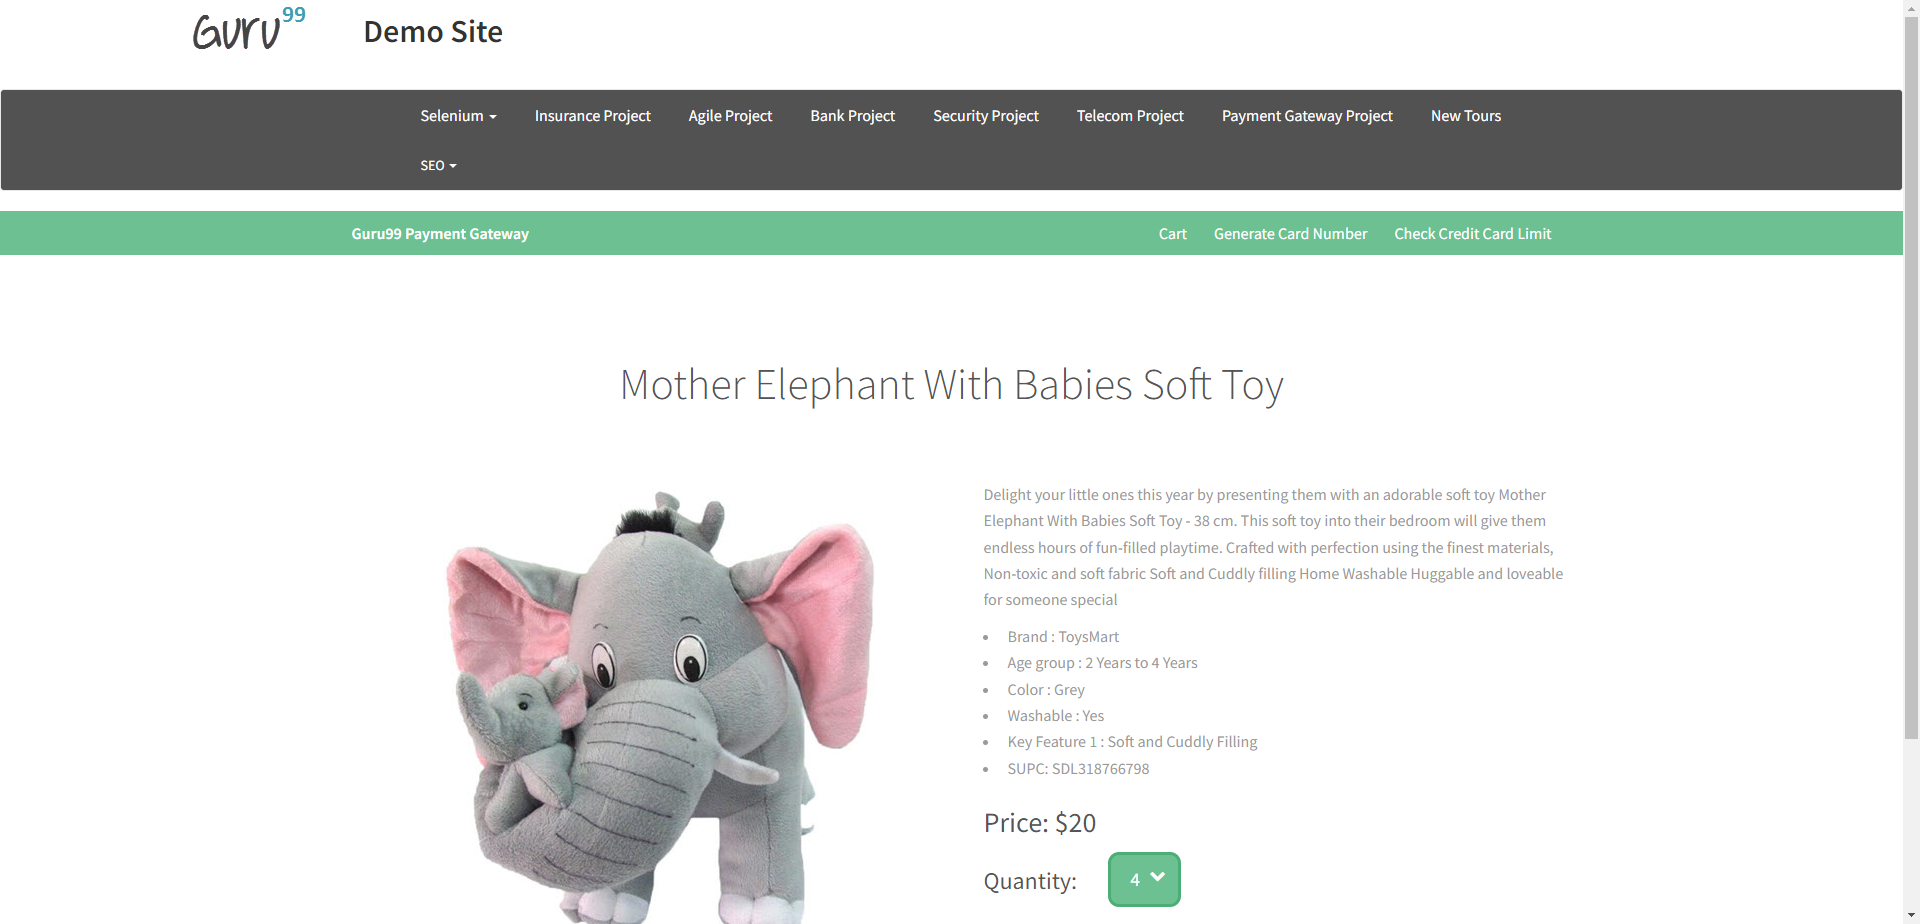 Guru99
Demo Site
Selenium
Insurance Project
Agile Project
Bank Project
Security Project
Telecom Project
Payment Gateway Project
New Tours
SEO
Guru99 Payment Gateway
Cart
Generate Card Number
Check Credit Card Limit
Mother Elephant With Babies Soft Toy
Delight your little ones this year by presenting them with an adorable soft toy Mother
Elephant With Babies Soft Toy - 38 cm. This soft toy into their bedroom will give them
endless hours of fun-filled playtime. Crafted with perfection using the finest materials,
Non-toxic and soft fabric Soft and Cuddly filling Home Washable Huggable and loveable
for someone special
• Brand : ToysMart
• Age group : 2 Years to 4 Years
• Color : Grey
• Washable : Yes
• Key Feature 1 : Soft and Cuddly Filling
• SUPC: SDL318766798
Price: $20
Quantity: 4